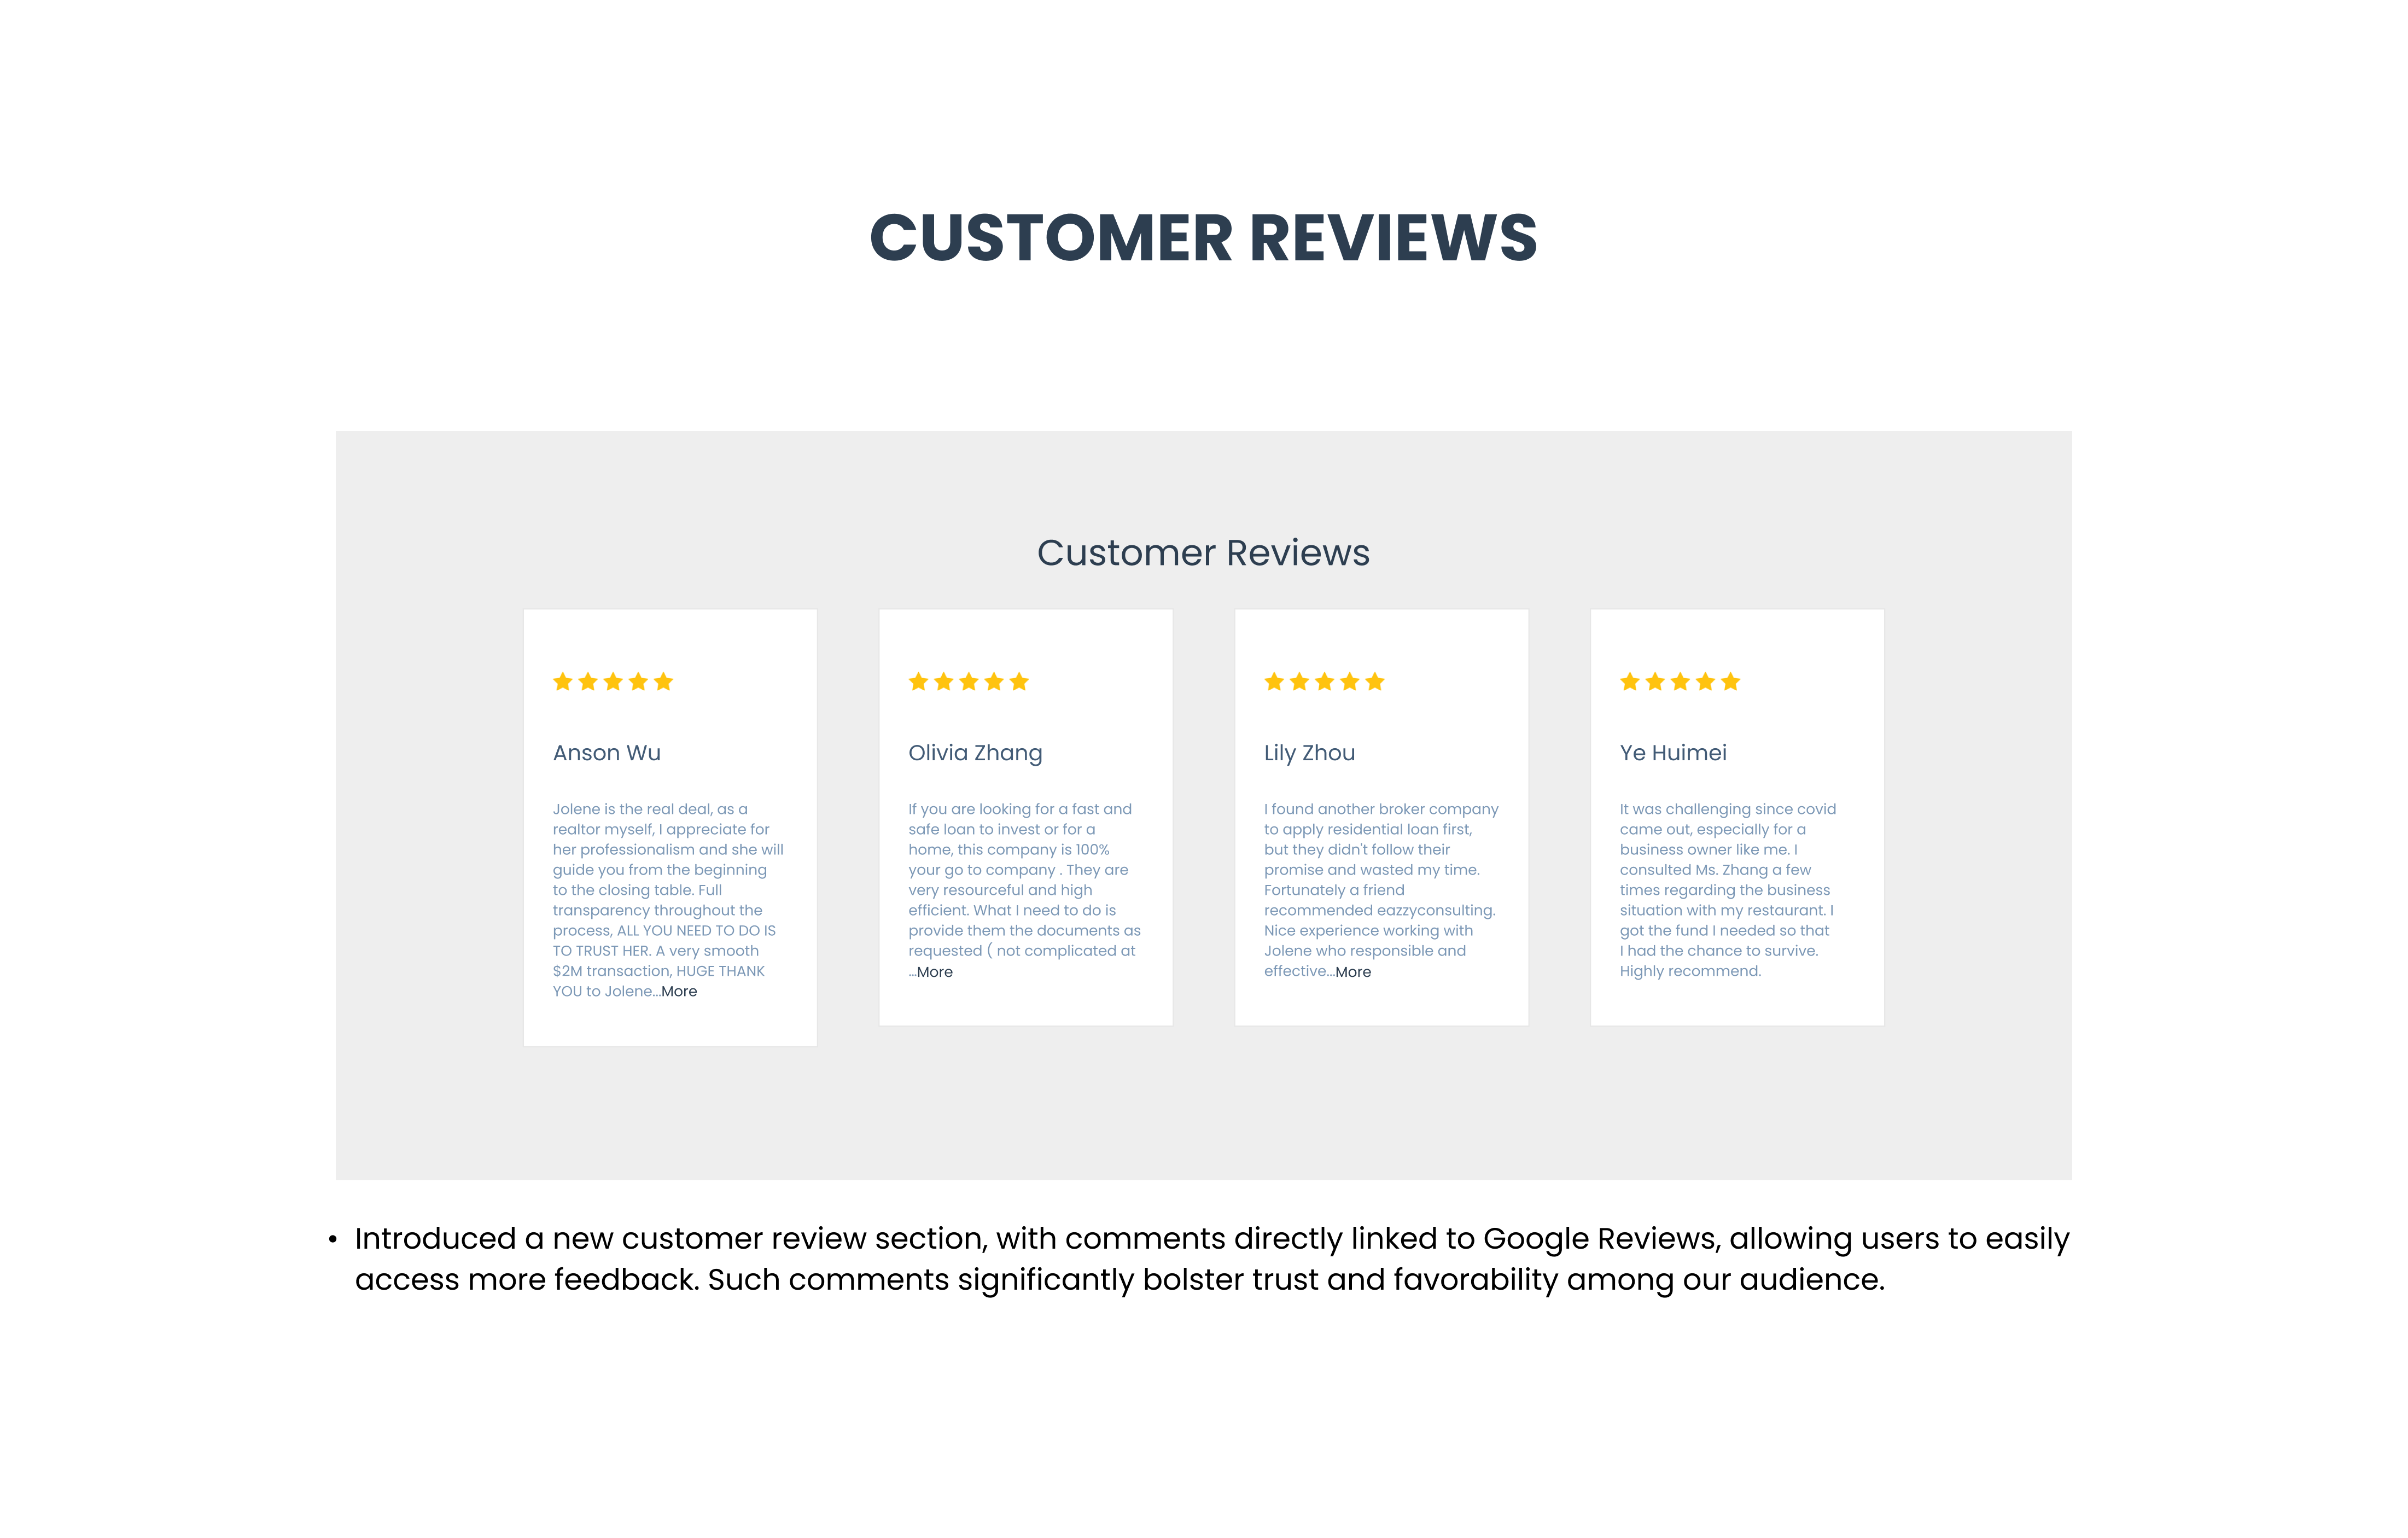 CUSTOMER REVIEWS
Customer Reviews
Anson Wu
Jolene is the real deal, as a
realtor myself, I appreciate for
her professionalism and she will
guide you from the beginning
to the closing table. Full
transparency throughout the
process, ALL YOU NEED TO DO IS
TO TRUST HER. A very smooth
$2M transaction, HUGE THANK
YOU to Jolene...More
Olivia Zhang
If you are looking for a fast and
safe loan to invest or for a
home, this company is 100%
your go to company . They are
very resourceful and high
efficient. What I need to do is
provide them the documents as
requested ( not complicated at
...More
Lily Zhou
I found another broker company
to apply residential loan first,
but they didn't follow their
promise and wasted my time.
Fortunately a friend
recommended eazzyconsulting.
Nice experience working with
Jolene who responsible and
effective...More
Ye Huimei
It was challenging since covid
came out, especially for a
business owner like me. I
consulted Ms. Zhang a few
times regarding the business
situation with my restaurant. I
got the fund I needed so that
I had the chance to survive.
Highly recommend.
• Introduced a new customer review section, with comments directly linked to Google Reviews, allowing users to easily
access more feedback. Such comments significantly bolster trust and favorability among our audience.